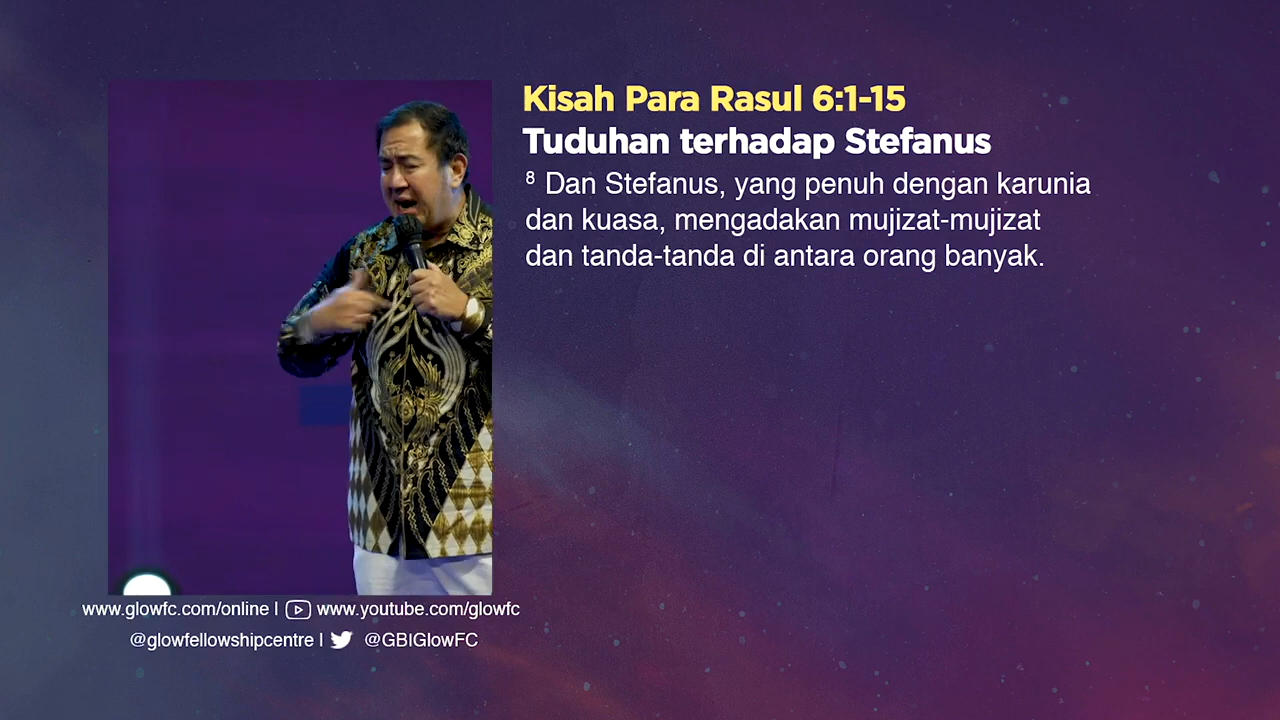 Kisah Para Rasul 6:1-15
Tuduhan terhadap Stefanus
8 Dan Stefanus, yang penuh dengan karunia
dan kuasa, mengadakan mujizat-mujizat
dan tanda-tanda di antara orang banyak.
www.glowfc.com/online I www.youtube.com/glowfc
@glowfellowshipcentre I @GBIGlowFC